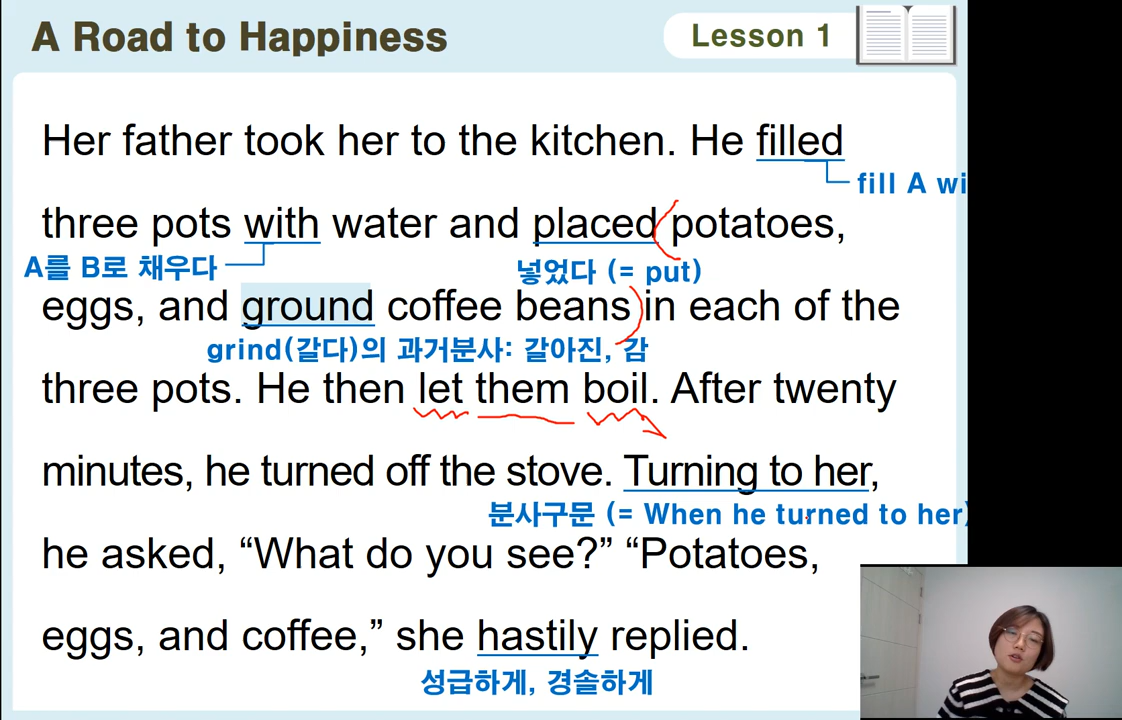 A Road to Happiness
Lesson 1
Her father took her to the kitchen. He filled
fill A wi
three pots with water and placed potatoes,
A를 B로 채우다
넣었다 (= put)
eggs, and ground coffee beans in each of the
grind(갈다)의 과거분사: 갈아진, 감
three pots. He then let them boil. After twenty
minutes, he turned off the stove. Turning to her,
분사구문 (= When he turned to her)
he asked, “What do you see?” “Potatoes,
eggs, and coffee,” she hastily replied.
성급하게, 경솔하게